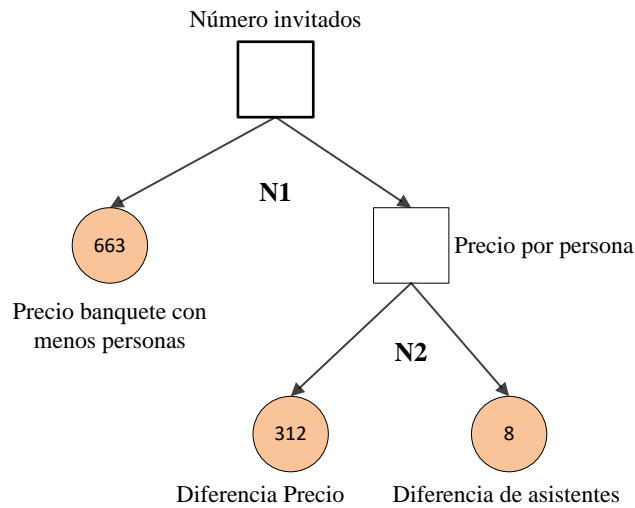 Número invitados
N1
663
Precio por persona
Precio banquete con
menos personas
N2
312
8
Diferencia Precio
Diferencia de asistentes